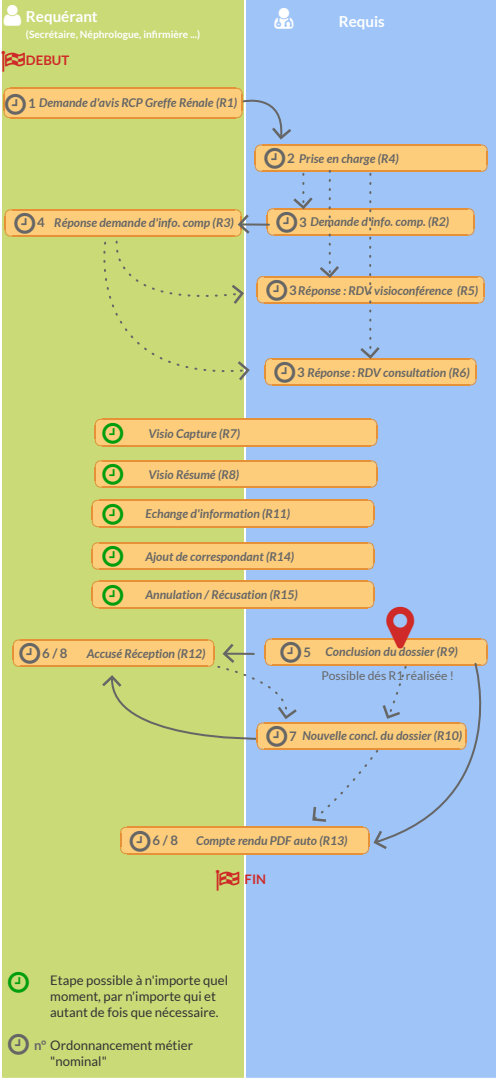 Requérant
(Secrétaire, Néphrologue, infirmière ...)
Requis
DEBUT
1 Demande d'avis RCP Greffe Rénale (R1)
2 Prise en charge (R4)
4 Réponse demande d'info. comp (R3)
3 Demande d'info. comp. (R2)
3 Réponse : RDV visioconférence (R5)
3 Réponse : RDV consultation (R6)
Visio Capture (R7)
Visio Résumé (R8)
Echange d'information (R11)
Ajout de correspondant (R14)
Annulation / Récusation (R15)
6 / 8 Accusé Réception (R12)
5 Conclusion du dossier (R9)
Possible dés R1 réalisée !
7 Nouvelle concl. du dossier (R10)
6 / 8 Compte rendu PDF auto (R13)
FIN
Etape possible à n'importe quel
moment, par n'importe qui et
autant de fois que nécessaire.
n° Ordonnancement métier
"nominal"